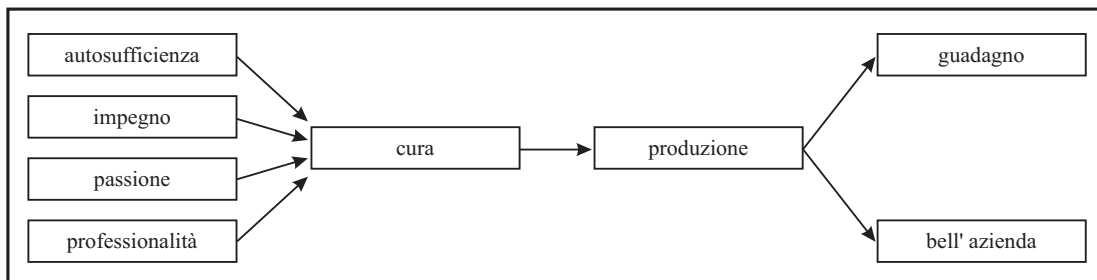 autosufficienza
impegno
passione
professionalità
cura
produzione
guadagno
bell' azienda